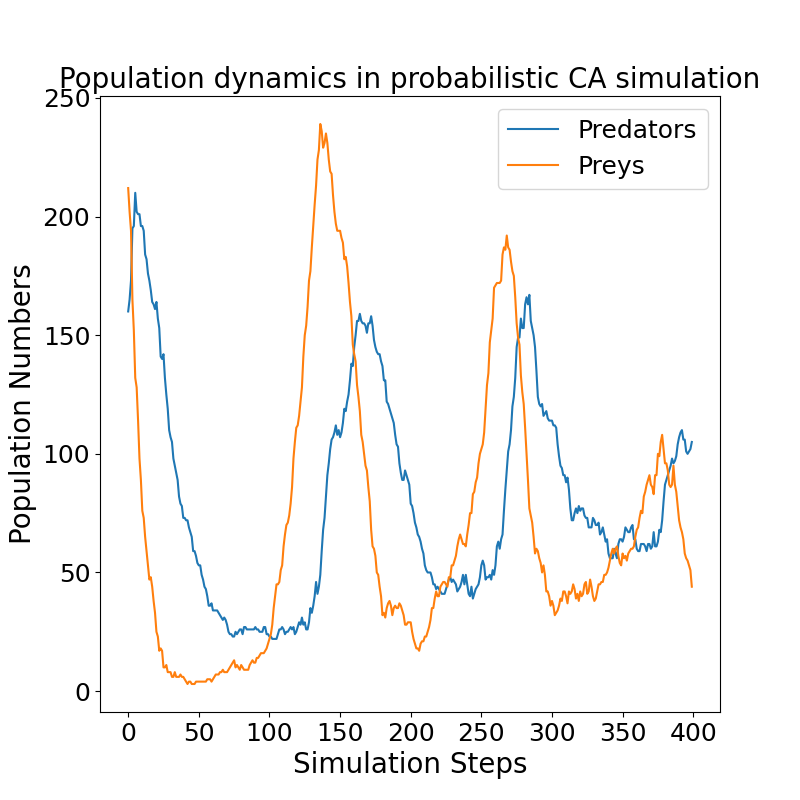 Population dynamics in probabilistic CA simulation
Predators
Preys
Population Numbers
250
200
150
100
50
0
0 50 100 150 200 250 300 350 400
Simulation Steps